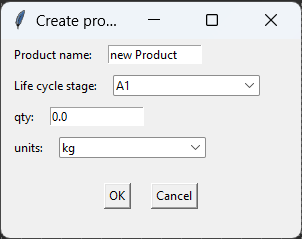 Create pro...
Product name: new Product
Life cycle stage: A1
qty: 0.0
units: kg
OK Cancel